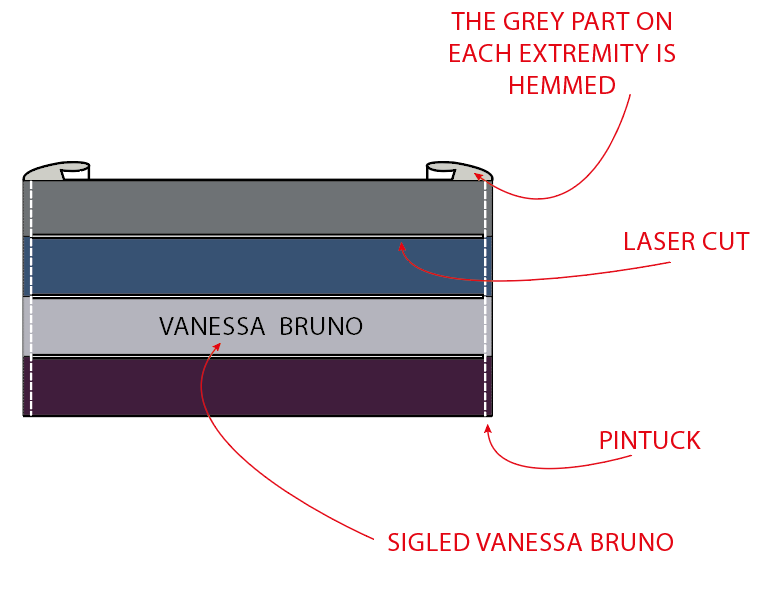 THE GREY PART ON
EACH EXTREMITY IS
HEMMED
LASER CUT
VANESSA BRUNO
PINTUCK
SIGLED VANESSA BRUNO